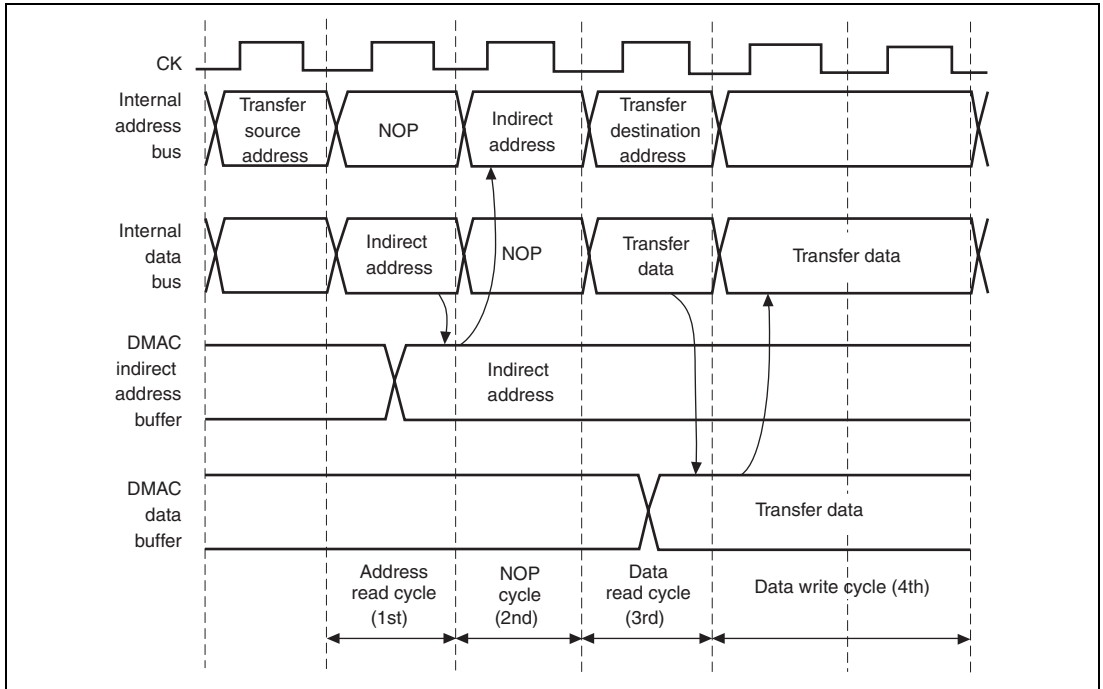 CK
Internal
address
bus
Transfer
source
address
NOP
Indirect
address
Transfer
destination
address
Internal
data
bus
Indirect
address
NOP
Transfer
data
Transfer data
DMAC
indirect
address
buffer
Indirect
address
DMAC
data
buffer
Transfer data
Address
read cycle
(1st)
NOP
cycle
(2nd)
Data
read cycle
(3rd)
Data write cycle (4th)